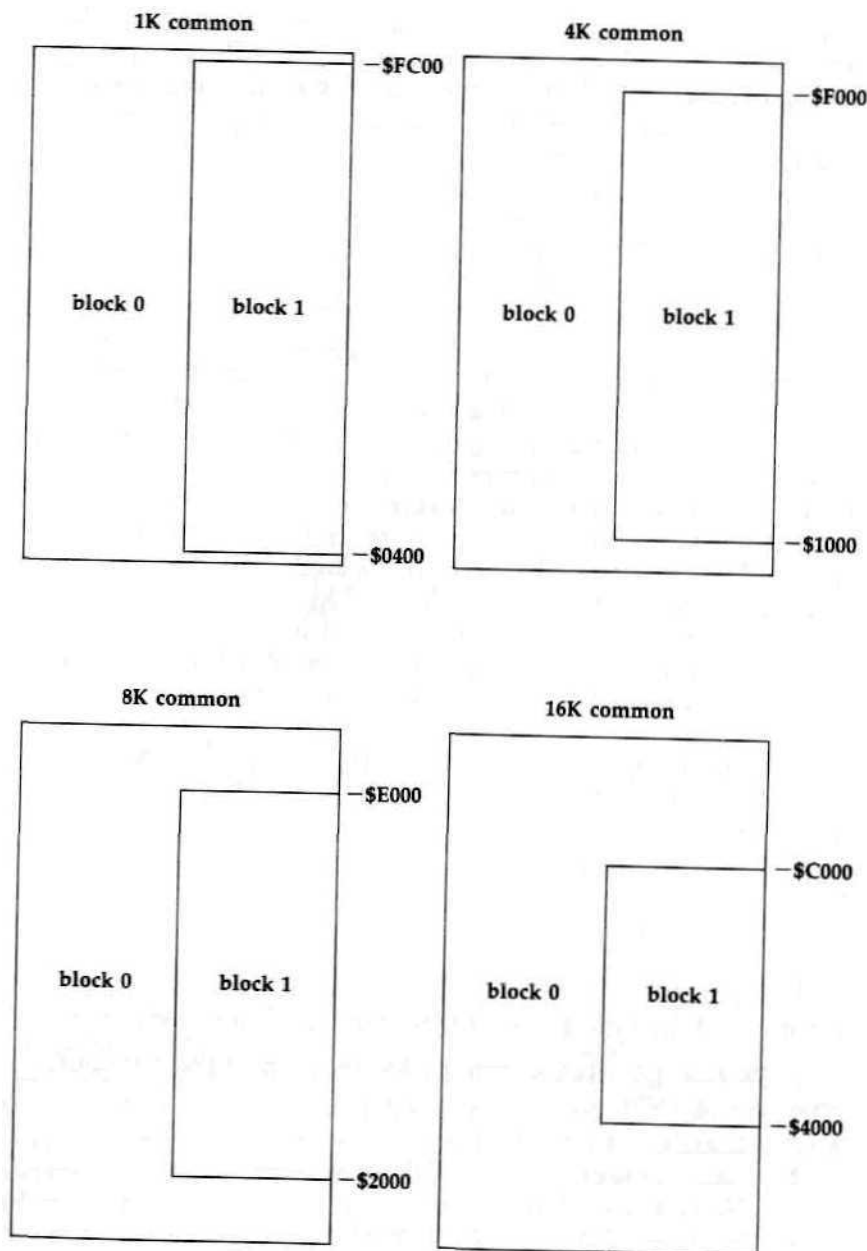 1K common
—$FC00
block 0
block 1
—$0400
4K common
—$F000
block 0
block 1
—$1000
8K common
—$E000
block 0
block 1
—$2000
16K common
—$C000
block 0
block 1
—$4000